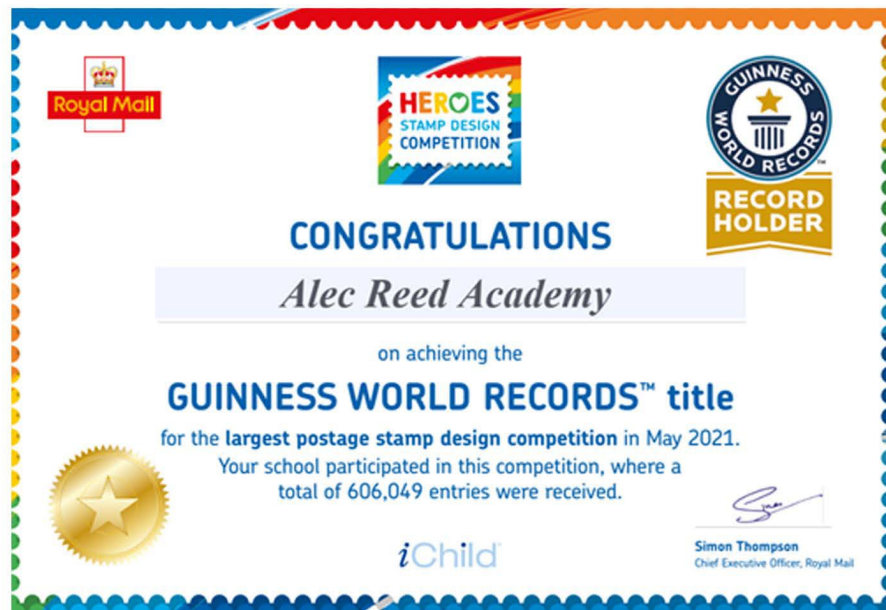 Royal Mail
HEROES
STAMP DESIGN
COMPETITION
GUINNESS
WORLD RECORDS™
RECORD
HOLDER
CONGRATULATIONS
Alec Reed Academy
on achieving the
GUINNESS WORLD RECORDS™ title
for the largest postage stamp design competition in May 2021.
Your school participated in this competition, where a
total of 606,049 entries were received.
iChild
Simon Thompson
Chief Executive Officer, Royal Mail